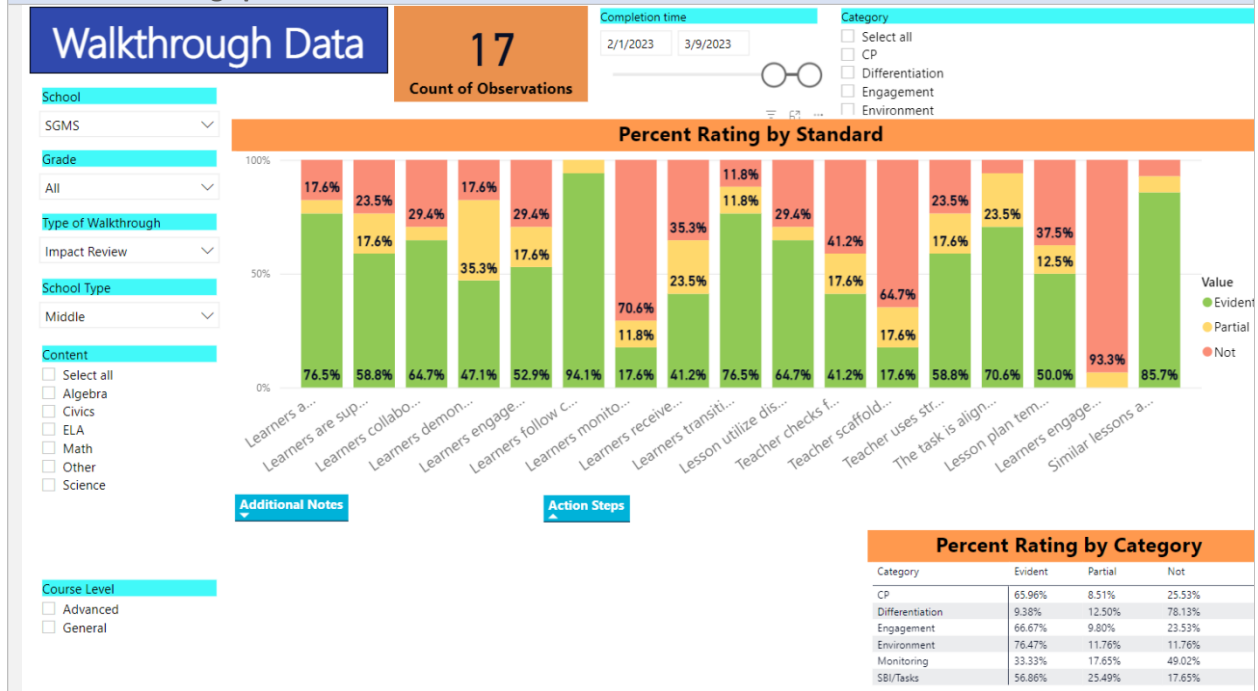 Walkthrough Data
17
Count of Observations
Completion time
2/1/2023 3/9/2023
Category
Select all
CP
Differentiation
Engagement
Environment
School
SGMS
Grade
All
Type of Walkthrough
Impact Review
School Type
Middle
Content
Select all
Algebra
Civics
ELA
Math
Other
Science
Course Level
Advanced
General
Percent Rating by Standard
100%
50%
0%
17.6%
76.5%
23.5%
17.6%
58.8%
29.4%
64.7%
17.6%
35.3%
47.1%
29.4%
17.6%
52.9%
94.1%
70.6%
11.8%
17.6%
35.3%
23.5%
41.2%
11.8%
11.8%
76.5%
29.4%
64.7%
41.2%
17.6%
41.2%
64.7%
17.6%
17.6%
23.5%
17.6%
58.8%
23.5%
70.6%
37.5%
12.5%
50.0%
93.3%
85.7%
Learners a...
Learners are sup...
Learners collabo...
Learners demon...
Learners engage...
Learners follow c...
Learners monito...
Learners receive...
Learners transiti...
Lesson utilize dis...
Teacher checks f...
Teacher scaffold...
Teacher uses str...
The task is align...
Lesson plan tem...
Learners engage...
Similar lessons a...
Value
Evident
Partial
Not
Additional Notes
Action Steps
Percent Rating by Category
Category Evident Partial Not
CP 65.96% 8.51% 25.53%
Differentiation 9.38% 12.50% 78.13%
Engagement 66.67% 9.80% 23.53%
Environment 76.47% 11.76% 11.76%
Monitoring 33.33% 17.65% 49.02%
SBI/Tasks 56.86% 25.49% 17.65%